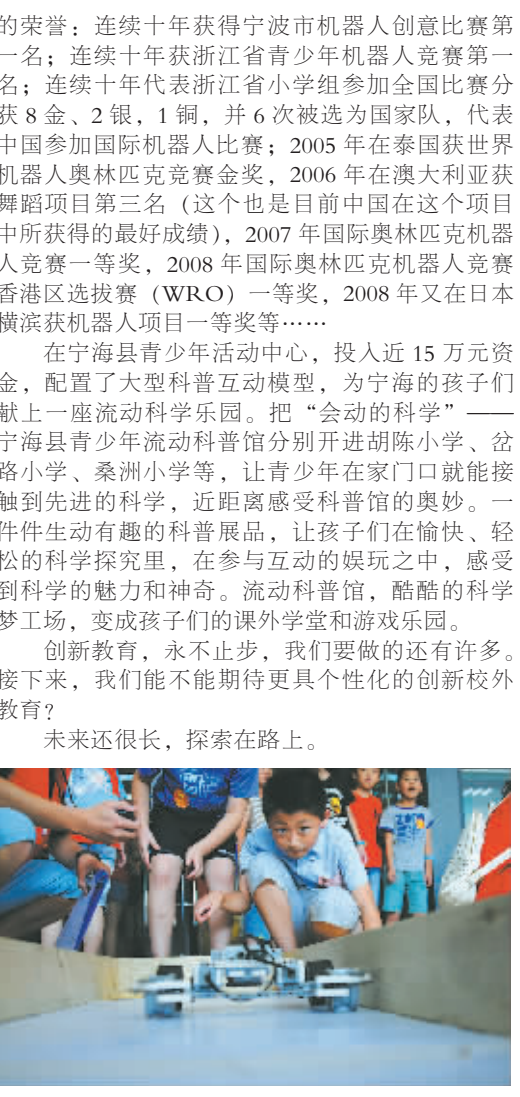 的荣誉：连续十年获得宁波市机器人创意比赛第
一名；连续十年获浙江省青少年机器人竞赛第一
名；连续十年代表浙江省小学组参加全国比赛分
获 8 金、2 银，1 铜，并 6 次被选为国家队，代表
中国参加国际机器人比赛；2005 年在泰国获世界
机器人奥林匹克竞赛金奖，2006 年在澳大利亚获
舞蹈项目第三名（这个也是目前中国在这个项目
中所获得的最好成绩），2007 年国际奥林匹克机器
人竞赛一等奖，2008 年国际奥林匹克机器人竞赛
香港区选拔赛（WRO）一等奖，2008 年又在日本
横滨获机器人项目一等奖等……
在宁海县青少年活动中心，投入近 15 万元资
金，配置了大型科普互动模型，为宁海的孩子们
献上一座流动科学乐园。把“会动的科学”——
宁海县青少年流动科普馆分别开进胡陈小学、岔
路小学、桑洲小学等，让青少年在家门口就能接
触到先进的科学，近距离感受科普馆的奥妙。一
件件生动有趣的科普展品，让孩子们在愉快、轻
松的科学探究里，在参与互动的娱玩之中，感受
到科学的魅力和神奇。流动科普馆，酷酷的科学
梦工场，变成孩子们的课外学堂和游戏乐园。
创新教育，永不止步，我们要做的还有许多。
接下来，我们能不能期待更具个性化的创新校外
教育？
未来还很长，探索在路上。